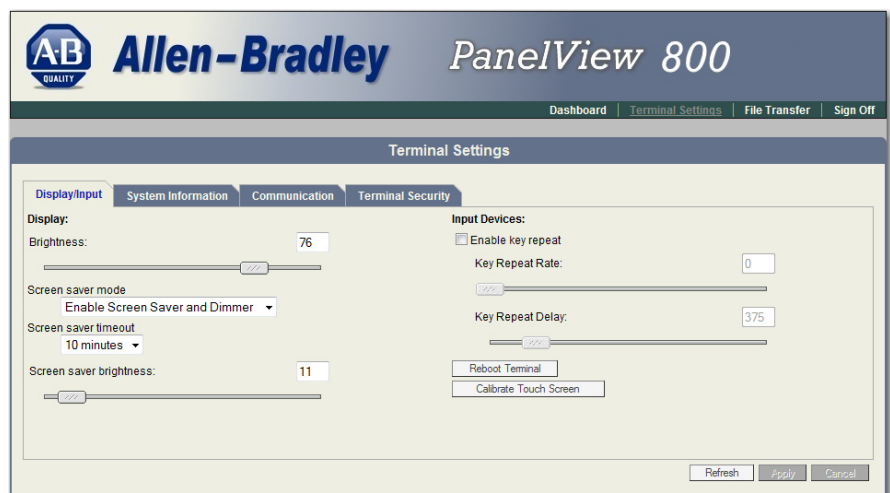 A·B
QUALITY
Allen-Bradley
PanelView 800
Dashboard | Terminal Settings | File Transfer | Sign Off
Terminal Settings
Display/Input
System Information
Communication
Terminal Security
Display:
Brightness:
76
Screen saver mode
Enable Screen Saver and Dimmer
Screen saver timeout
10 minutes
Screen saver brightness:
11
Input Devices:
Enable key repeat
Key Repeat Rate:
0
Key Repeat Delay:
375
Reboot Terminal
Calibrate Touch Screen
Refresh
Apply
Cancel